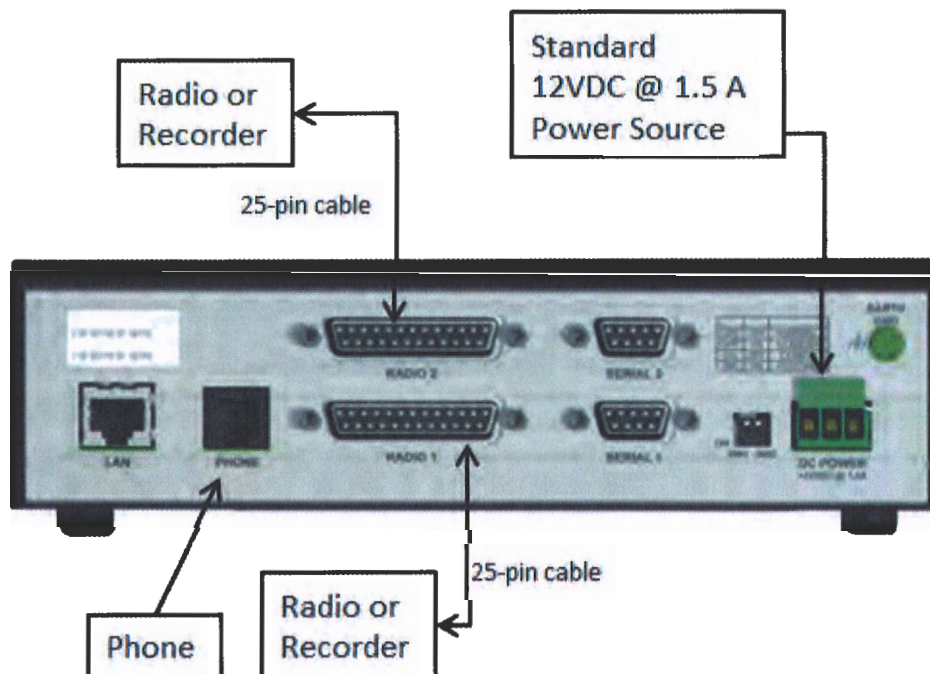 Standard
12VDC @ 1.5 A
Power Source
Radio or
Recorder
25-pin cable
RADIO 2
SERIAL 2
LAN
PHONE
RADIO 1
SERIAL 1
DC POWER
25-pin cable
Radio or
Recorder
Phone